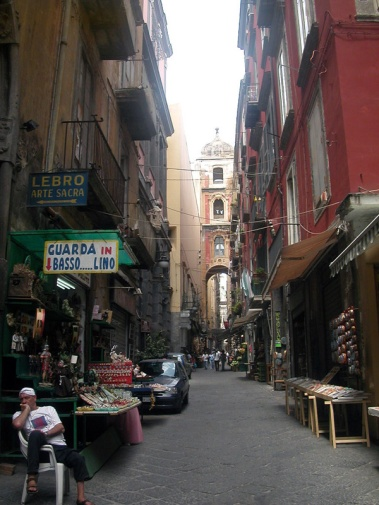 LEBRO
ARTE SACRA
GUARDA IN
BASSO....LINO